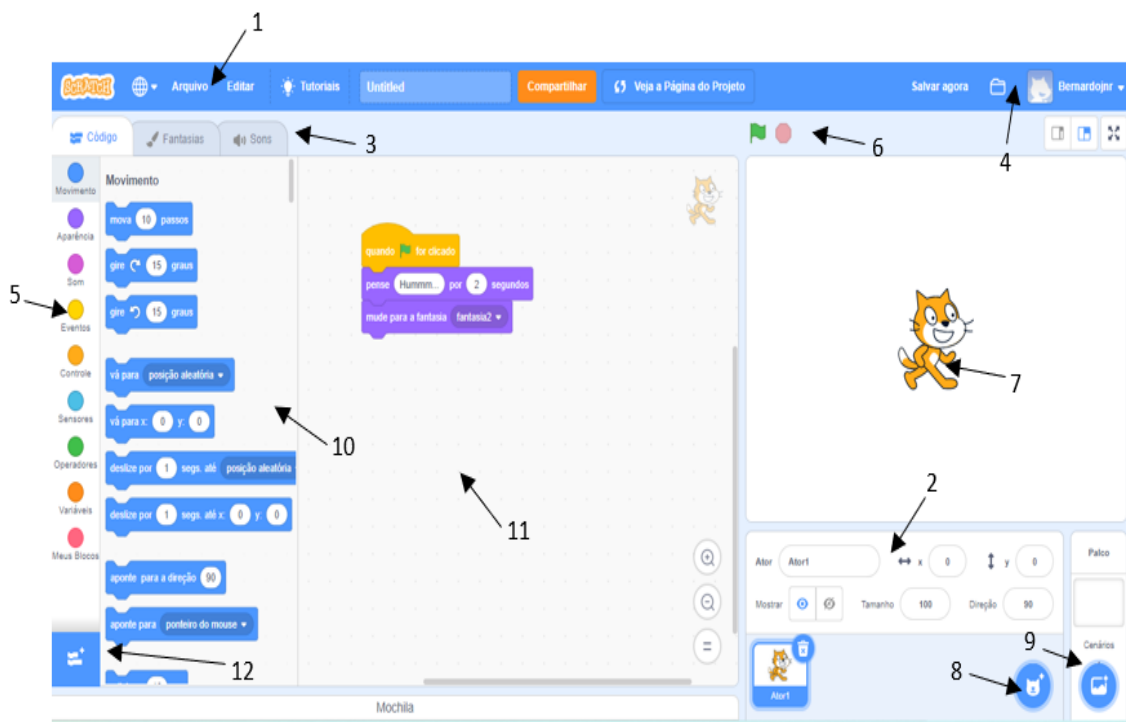 1
SCRATCH Arquivo Editar Tutoriais Untitled Compartilhar Veja a Página do Projeto Salvar agora Bernardojnr
4
Código Fantasias Sons
3
6
Movimento
Aparência
Som
5
Eventos
Controle
Sensores
Operadores
Variáveis
Meus Blocos
12
Movimento
mova 10 passos
gire 15 graus
gire 15 graus
vá para posição aleatória
vá para x: 0 y: 0
deslize por 1 segs. até posição aleatória
deslize por 1 segs. até x: 0 y: 0
aponte para a direção 90
aponte para ponteiro do mouse
10
quando for clicado
pense Hummm... por 2 segundos
mude para a fantasia fantasia2
11
=
Mochila
7
2
Ator Ator1 x 0 y 0
Mostrar Tamanho 100 Direção 90
Ator1
8
Palco
9
Cenários